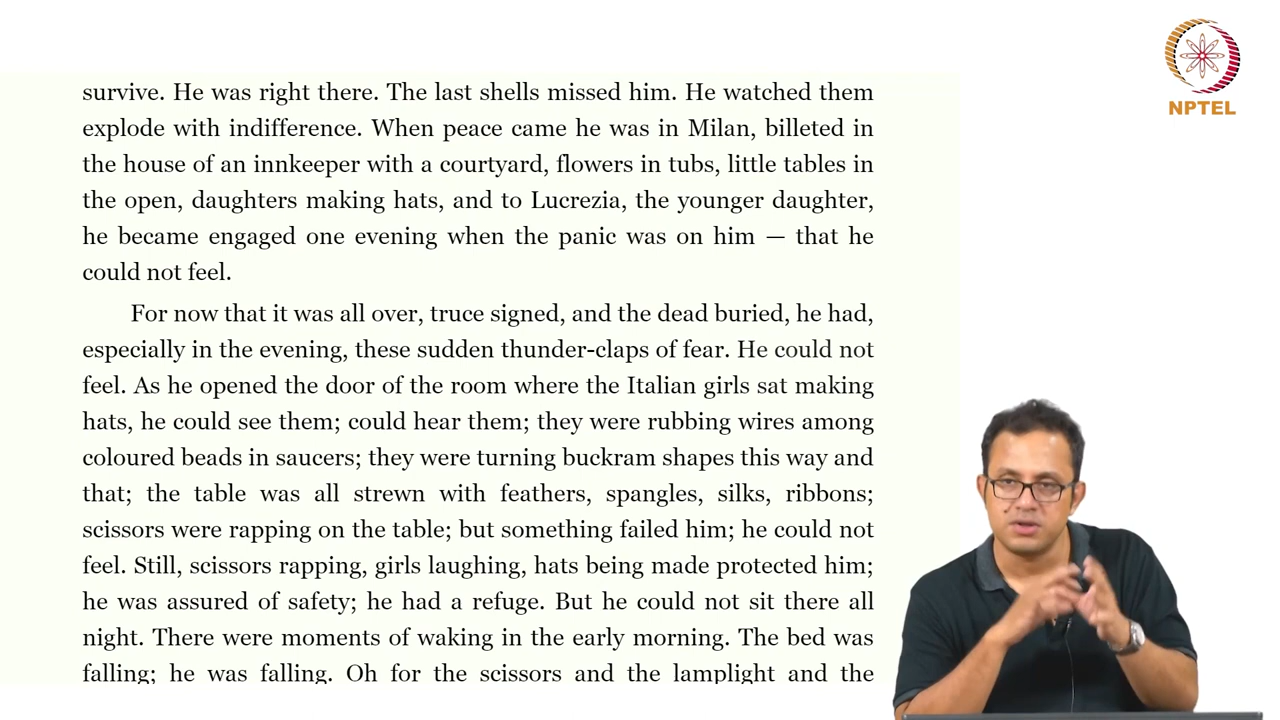 survive. He was right there. The last shells missed him. He watched them
explode with indifference. When peace came he was in Milan, billeted in
the house of an innkeeper with a courtyard, flowers in tubs, little tables in
the open, daughters making hats, and to Lucrezia, the younger daughter,
he became engaged one evening when the panic was on him — that he
could not feel.
For now that it was all over, truce signed, and the dead buried, he had,
especially in the evening, these sudden thunder-claps of fear. He could not
feel. As he opened the door of the room where the Italian girls sat making
hats, he could see them; could hear them; they were rubbing wires among
coloured beads in saucers; they were turning buckram shapes this way and
that; the table was all strewn with feathers, spangles, silks, ribbons;
scissors were rapping on the table; but something failed him; he could not
feel. Still, scissors rapping, girls laughing, hats being made protected him;
he was assured of safety; he had a refuge. But he could not sit there all
night. There were moments of waking in the early morning. The bed was
falling; he was falling. Oh for the scissors and the lamplight and the
NPTEL